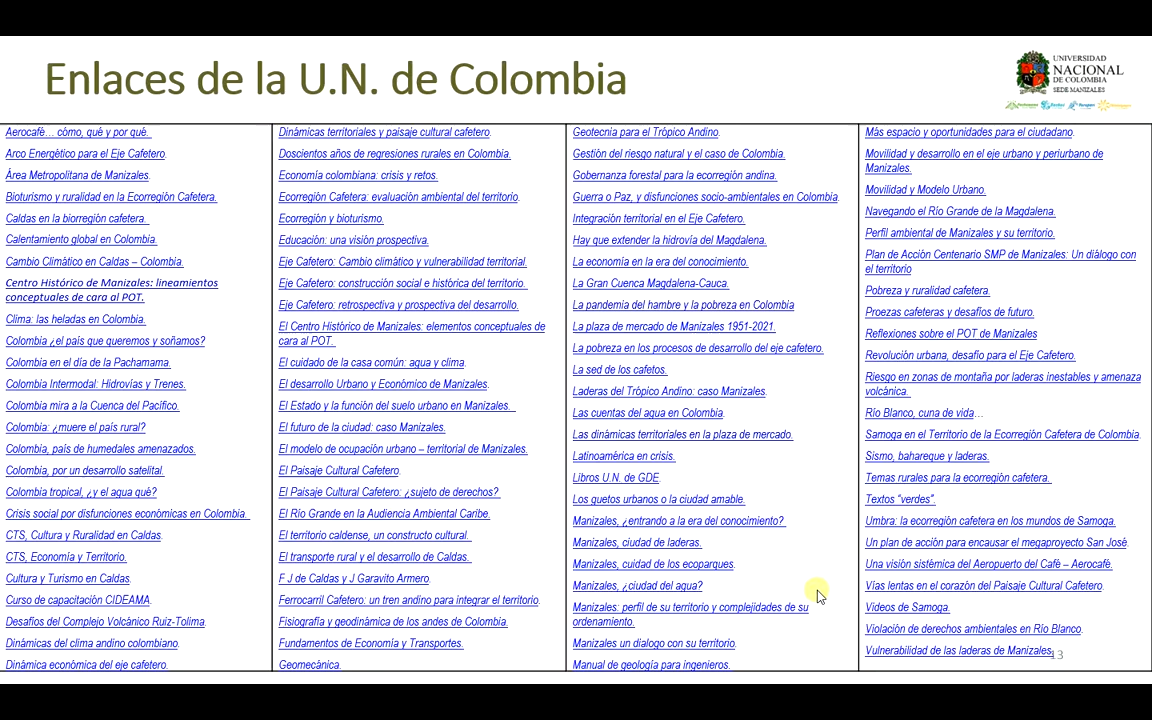 Enlaces de la U.N. de Colombia
UNIVERSIDAD
NACIONAL
DE COLOMBIA
SEDE MANIZALES
Aerocafé… cómo, qué y por qué.
Arco Energético para el Eje Cafetero.
Área Metropolitana de Manizales.
Bioturismo y ruralidad en la Ecorregión Cafetera.
Caldas en la biorregión cafetera.
Calentamiento global en Colombia.
Cambio Climático en Caldas – Colombia.
Centro Histórico de Manizales: lineamientos
conceptuales de cara al POT.
Clima: las heladas en Colombia.
Colombia ¿el país que queremos y soñamos?
Colombia en el día de la Pachamama.
Colombia Intermodal: Hidrovías y Trenes.
Colombia mira a la Cuenca del Pacífico.
Colombia: ¿muere el país rural?
Colombia, país de humedales amenazados.
Colombia, por un desarrollo satelital.
Colombia tropical, ¿y el agua qué?
Crisis social por disfunciones económicas en Colombia.
CTS, Cultura y Ruralidad en Caldas.
CTS, Economía y Territorio.
Cultura y Turismo en Caldas.
Curso de capacitación CIDEAMA.
Desafíos del Complejo Volcánico Ruiz-Tolima.
Dinámicas del clima andino colombiano.
Dinámica económica del eje cafetero.
Dinámicas territoriales y paisaje cultural cafetero.
Doscientos años de regresiones rurales en Colombia.
Economía colombiana: crisis y retos.
Ecorregión Cafetera: evaluación ambiental del territorio.
Ecorregión y bioturismo.
Educación: una visión prospectiva.
Eje Cafetero: Cambio climático y vulnerabilidad territorial.
Eje Cafetero: construcción social e histórica del territorio.
Eje Cafetero: retrospectiva y prospectiva del desarrollo.
El Centro Histórico de Manizales: elementos conceptuales de
cara al POT.
El cuidado de la casa común: agua y clima.
El desarrollo Urbano y Económico de Manizales.
El Estado y la función del suelo urbano en Manizales.
El futuro de la ciudad: caso Manizales.
El modelo de ocupación urbano – territorial de Manizales.
El Paisaje Cultural Cafetero.
El Paisaje Cultural Cafetero: ¿sujeto de derechos?
El Río Grande en la Audiencia Ambiental Caribe.
El territorio caldense, un constructo cultural.
El transporte rural y el desarrollo de Caldas.
F J de Caldas y J Garavito Armero.
Ferrocarril Cafetero: un tren andino para integrar el territorio.
Fisiografía y geodinámica de los andes de Colombia.
Fundamentos de Economía y Transportes.
Geomecánica.
Geotecnia para el Trópico Andino.
Gestión del riesgo natural y el caso de Colombia.
Gobernanza forestal para la ecorregión andina.
Guerra o Paz, y disfunciones socio-ambientales en Colombia.
Integración territorial en el Eje Cafetero.
Hay que extender la hidrovía del Magdalena.
La economía en la era del conocimiento.
La Gran Cuenca Magdalena-Cauca.
La pandemia del hambre y la pobreza en Colombia
La plaza de mercado de Manizales 1951-2021.
La pobreza en los procesos de desarrollo del eje cafetero.
La sed de los cafetos.
Laderas del Trópico Andino: caso Manizales.
Las cuentas del agua en Colombia.
Las dinámicas territoriales en la plaza de mercado.
Latinoamérica en crisis.
Libros U.N. de GDE.
Los guetos urbanos o la ciudad amable.
Manizales, ¿entrando a la era del conocimiento?
Manizales, ciudad de laderas.
Manizales, cuidad de los ecoparques.
Manizales, ¿ciudad del agua?
Manizales: perfil de su territorio y complejidades de su
ordenamiento.
Manizales un dialogo con su territorio.
Manual de geología para ingenieros.
Más espacio y oportunidades para el ciudadano.
Movilidad y desarrollo en el eje urbano y periurbano de
Manizales.
Movilidad y Modelo Urbano.
Navegando el Río Grande de la Magdalena.
Perfil ambiental de Manizales y su territorio.
Plan de Acción Centenario SMP de Manizales: Un diálogo con
el territorio
Pobreza y ruralidad cafetera.
Proezas cafeteras y desafíos de futuro.
Reflexiones sobre el POT de Manizales
Revolución urbana, desafío para el Eje Cafetero.
Riesgo en zonas de montaña por laderas inestables y amenaza
volcánica.
Río Blanco, cuna de vida…
Samoga en el Territorio de la Ecorregión Cafetera de Colombia.
Sismo, bahareque y laderas.
Temas rurales para la ecorregión cafetera.
Textos “verdes”.
Umbra: la ecorregión cafetera en los mundos de Samoga.
Un plan de acción para encausar el megaproyecto San José.
Una visión sistémica del Aeropuerto del Café – Aerocafé.
Vías lentas en el corazón del Paisaje Cultural Cafetero.
Videos de Samoga.
Violación de derechos ambientales en Río Blanco.
Vulnerabilidad de las laderas de Manizales.
13